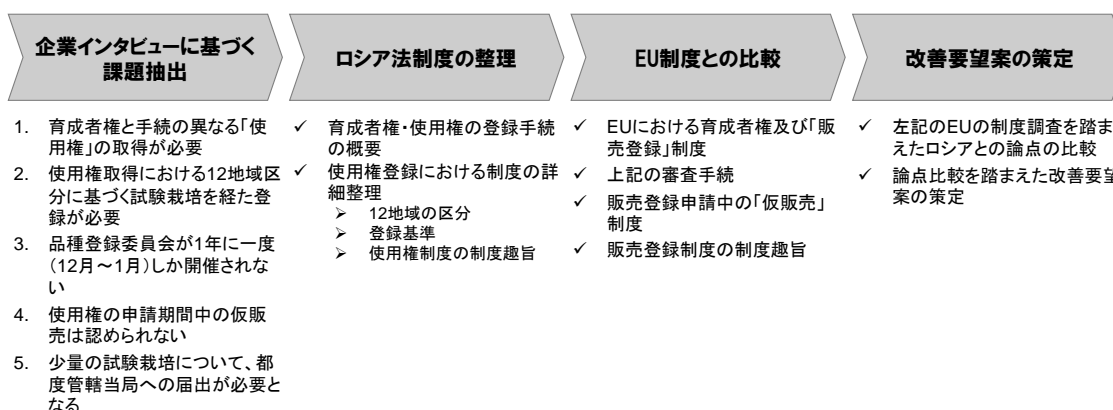 企業インタビューに基づく
課題抽出
1. 育成者権と手続の異なる「使
用権」の取得が必要
2. 使用権取得における12地域区
分に基づく試験栽培を経た登
録が必要
3. 品種登録委員会が1年に一度
(12月~1月)しか開催されな
い
4. 使用権の申請期間中の仮販
売は認められない
5. 少量の試験栽培について、都
度管轄当局への届出が必要と
なる
ロシア法制度の整理
✓ 育成者権・使用権の登録手続
の概要
✓ 使用権登録における制度の詳
細整理
➢ 12地域の区分
➢ 登録基準
➢ 使用権制度の制度趣旨
EU制度との比較
✓ EUにおける育成者権及び「販
売登録」制度
✓ 上記の審査手続
✓ 販売登録申請中の「仮販売」
制度
✓ 販売登録制度の制度趣旨
改善要望案の策定
✓ 左記のEUの制度調査を踏ま
えたロシアとの論点の比較
✓ 論点比較を踏まえた改善要望
案の策定